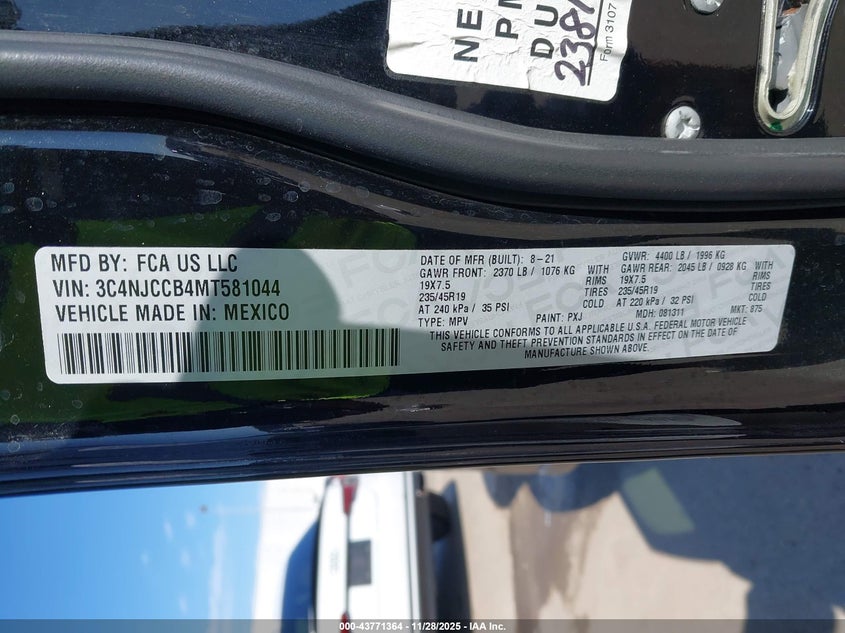 NE
PM
DU
238
Form 3107
MFD BY: FCA US LLC
VIN: 3C4NJCCB4MT581044
VEHICLE MADE IN: MEXICO
DATE OF MFR (BUILT): 8-21 GVWR: 4400 LB / 1996 KG
GAWR FRONT: 2370 LB / 1076 KG WITH GAWR REAR: 2045 LB / 0928 KG WITH
19X7.5 RIMS 19X7.5 RIMS
235/45R19 TIRES 235/45R19 TIRES
AT 240 kPa / 35 PSI COLD AT 220 kPa / 32 PSI COLD
TYPE: MPV PAINT: PXJ MDH: 081311 MKT: 875
THIS VEHICLE CONFORMS TO ALL APPLICABLE U.S.A. FEDERAL MOTOR VEHICLE
SAFETY AND THEFT PREVENTION STANDARDS IN EFFECT ON THE DATE OF
MANUFACTURE SHOWN ABOVE.
000-43771364 | 11/28/2025 | IAA Inc.